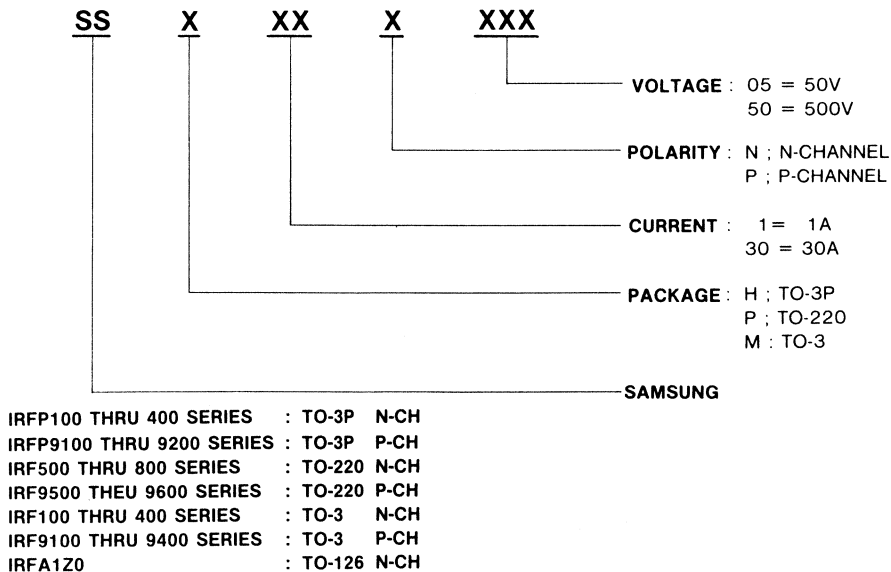 SS X XX X XXX
VOLTAGE : 05 = 50V
50 = 500V
POLARITY : N ; N-CHANNEL
P ; P-CHANNEL
CURRENT : 1 = 1A
30 = 30A
PACKAGE : H ; TO-3P
P ; TO-220
M : TO-3
SAMSUNG
IRFP100 THRU 400 SERIES : TO-3P N-CH
IRFP9100 THRU 9200 SERIES : TO-3P P-CH
IRF500 THRU 800 SERIES : TO-220 N-CH
IRF9500 THEU 9600 SERIES : TO-220 P-CH
IRF100 THRU 400 SERIES : TO-3 N-CH
IRF9100 THRU 9400 SERIES : TO-3 P-CH
IRFA1Z0 : TO-126 N-CH